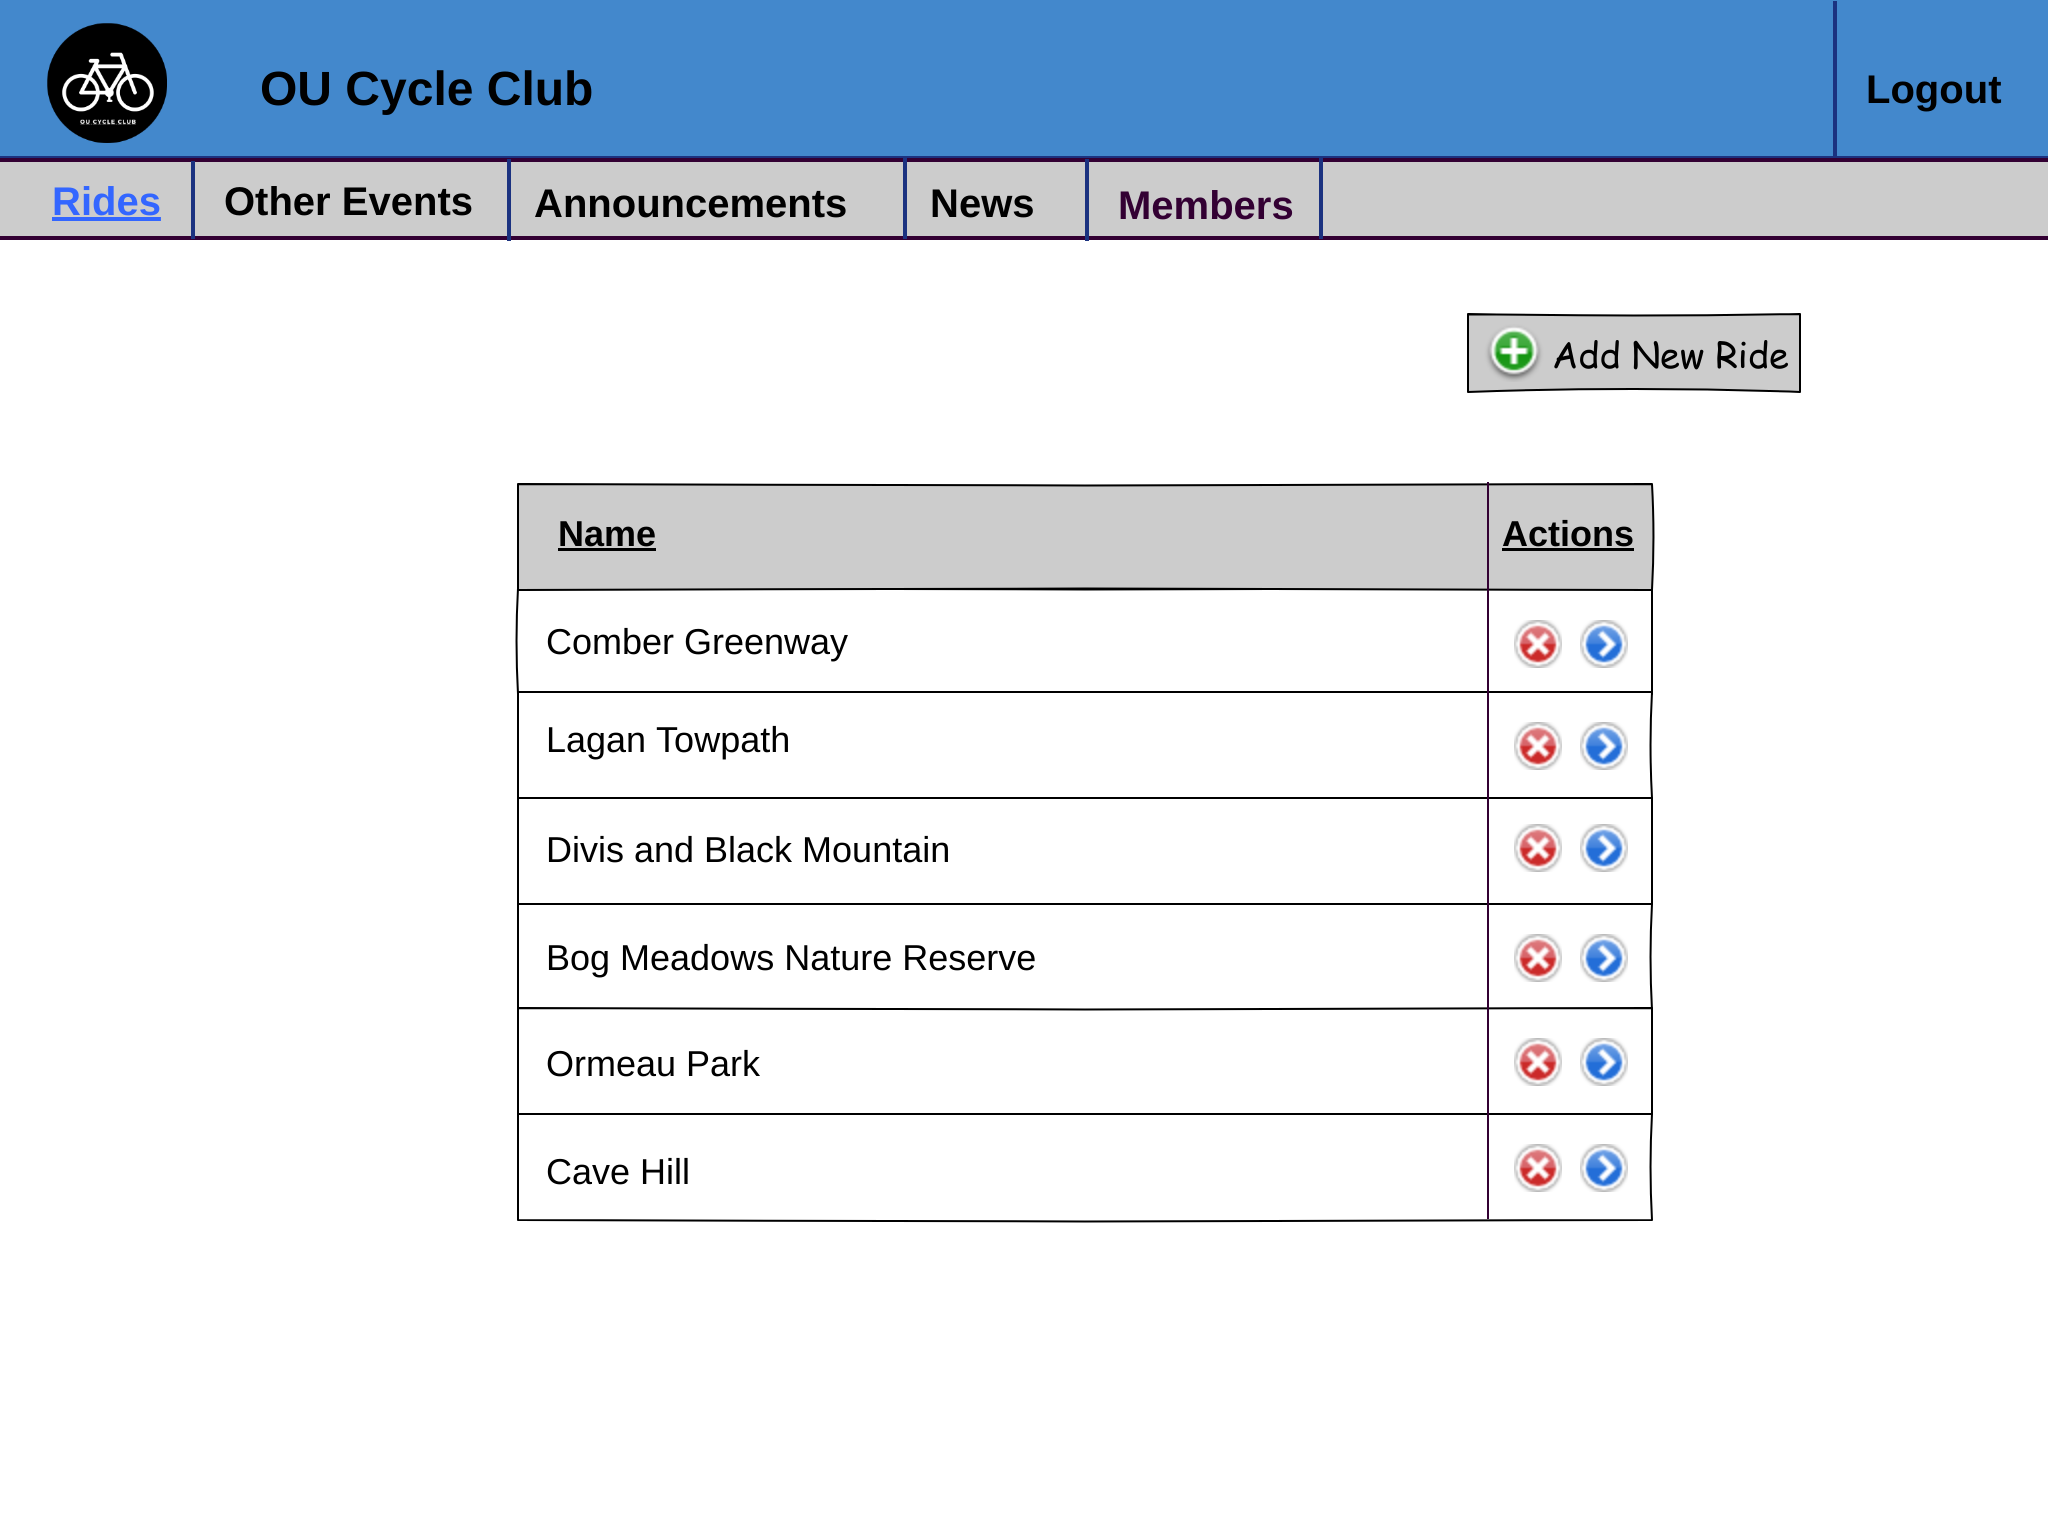 OU CYCLE CLUB
OU Cycle Club
Logout
Rides
Other Events
Announcements
News
Members
Add New Ride
Name
Actions
Comber Greenway
Lagan Towpath
Divis and Black Mountain
Bog Meadows Nature Reserve
Ormeau Park
Cave Hill